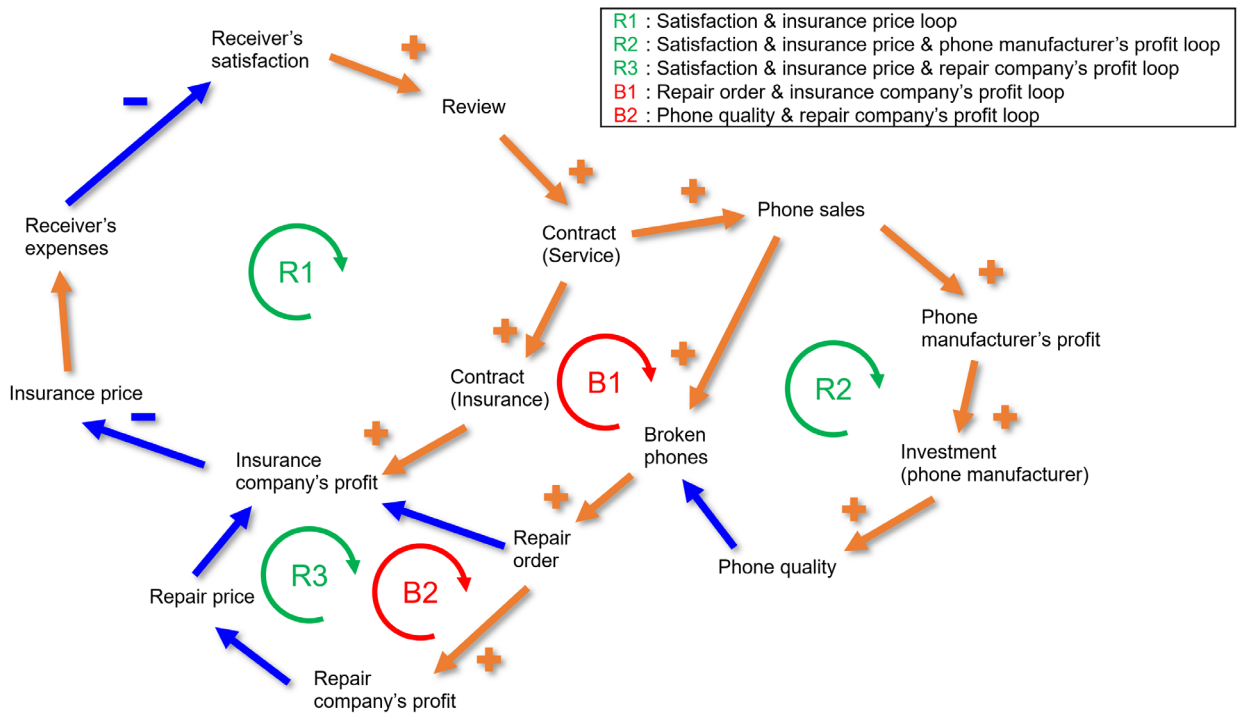 R1 : Satisfaction & insurance price loop
R2 : Satisfaction & insurance price & phone manufacturer’s profit loop
R3 : Satisfaction & insurance price & repair company’s profit loop
B1 : Repair order & insurance company’s profit loop
B2 : Phone quality & repair company’s profit loop
Receiver’s
satisfaction
Review
Receiver’s
expenses
Contract
(Service)
Phone sales
R1
Phone
manufacturer’s profit
Insurance price
Contract
(Insurance)
B1
R2
Broken
phones
Investment
(phone manufacturer)
Insurance
company’s profit
Repair
order
Phone quality
Repair price
R3
B2
Repair
company’s profit